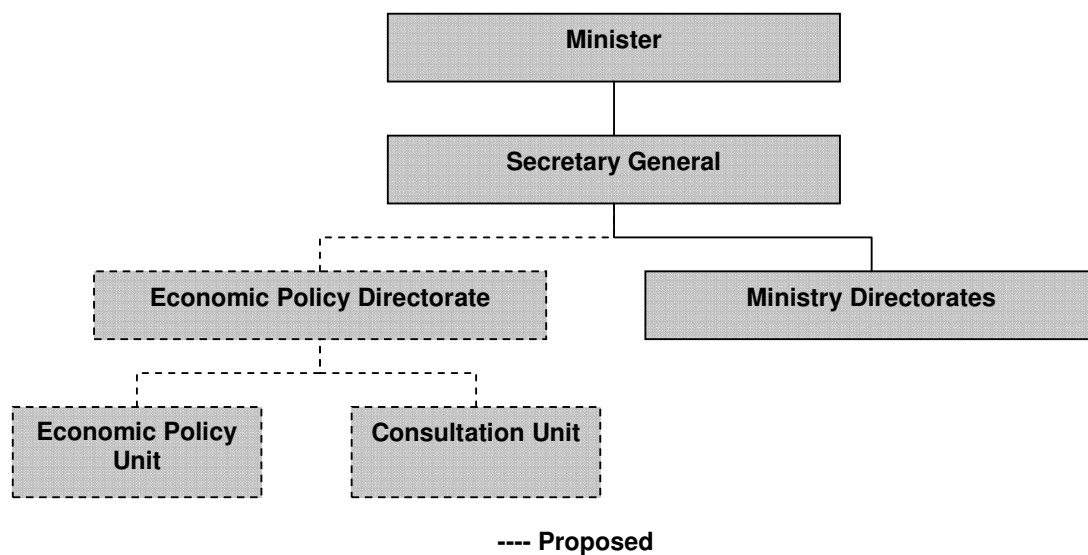 Minister
Secretary General
Economic Policy Directorate
Ministry Directorates
Economic Policy
Unit
Consultation Unit
---- Proposed